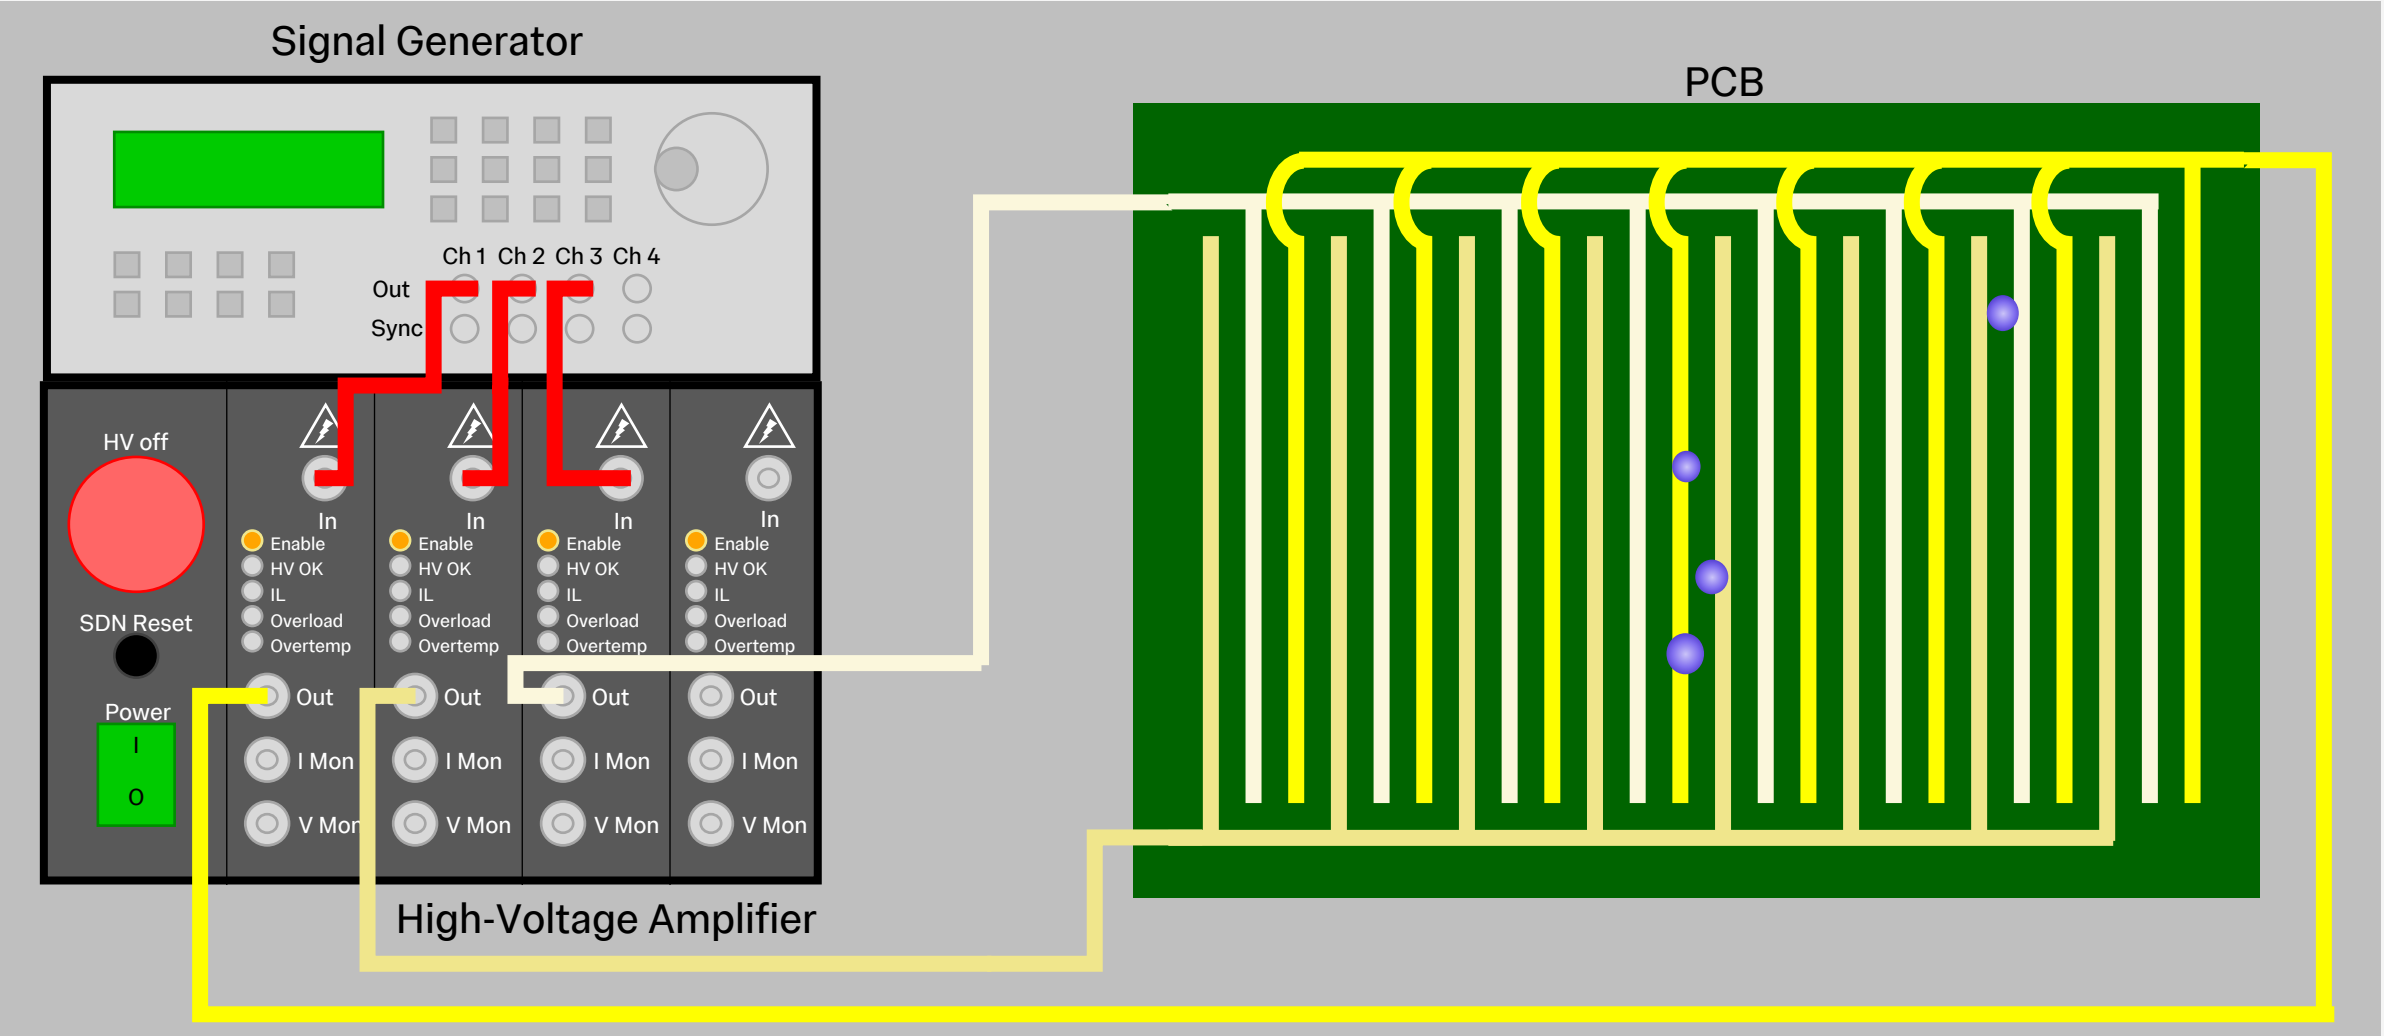 Signal Generator
PCB
Ch 1 Ch 2 Ch 3 Ch 4
Out
Sync
HV off
In In In In
Enable Enable Enable Enable
HV OK HV OK HV OK HV OK
IL IL IL IL
Overload Overload Overload Overload
SDN Reset
Overtemp Overtemp Overtemp Overtemp
Out Out Out Out
Power
I
I Mon I Mon I Mon I Mon
O
V Mon V Mon V Mon V Mon
High-Voltage Amplifier